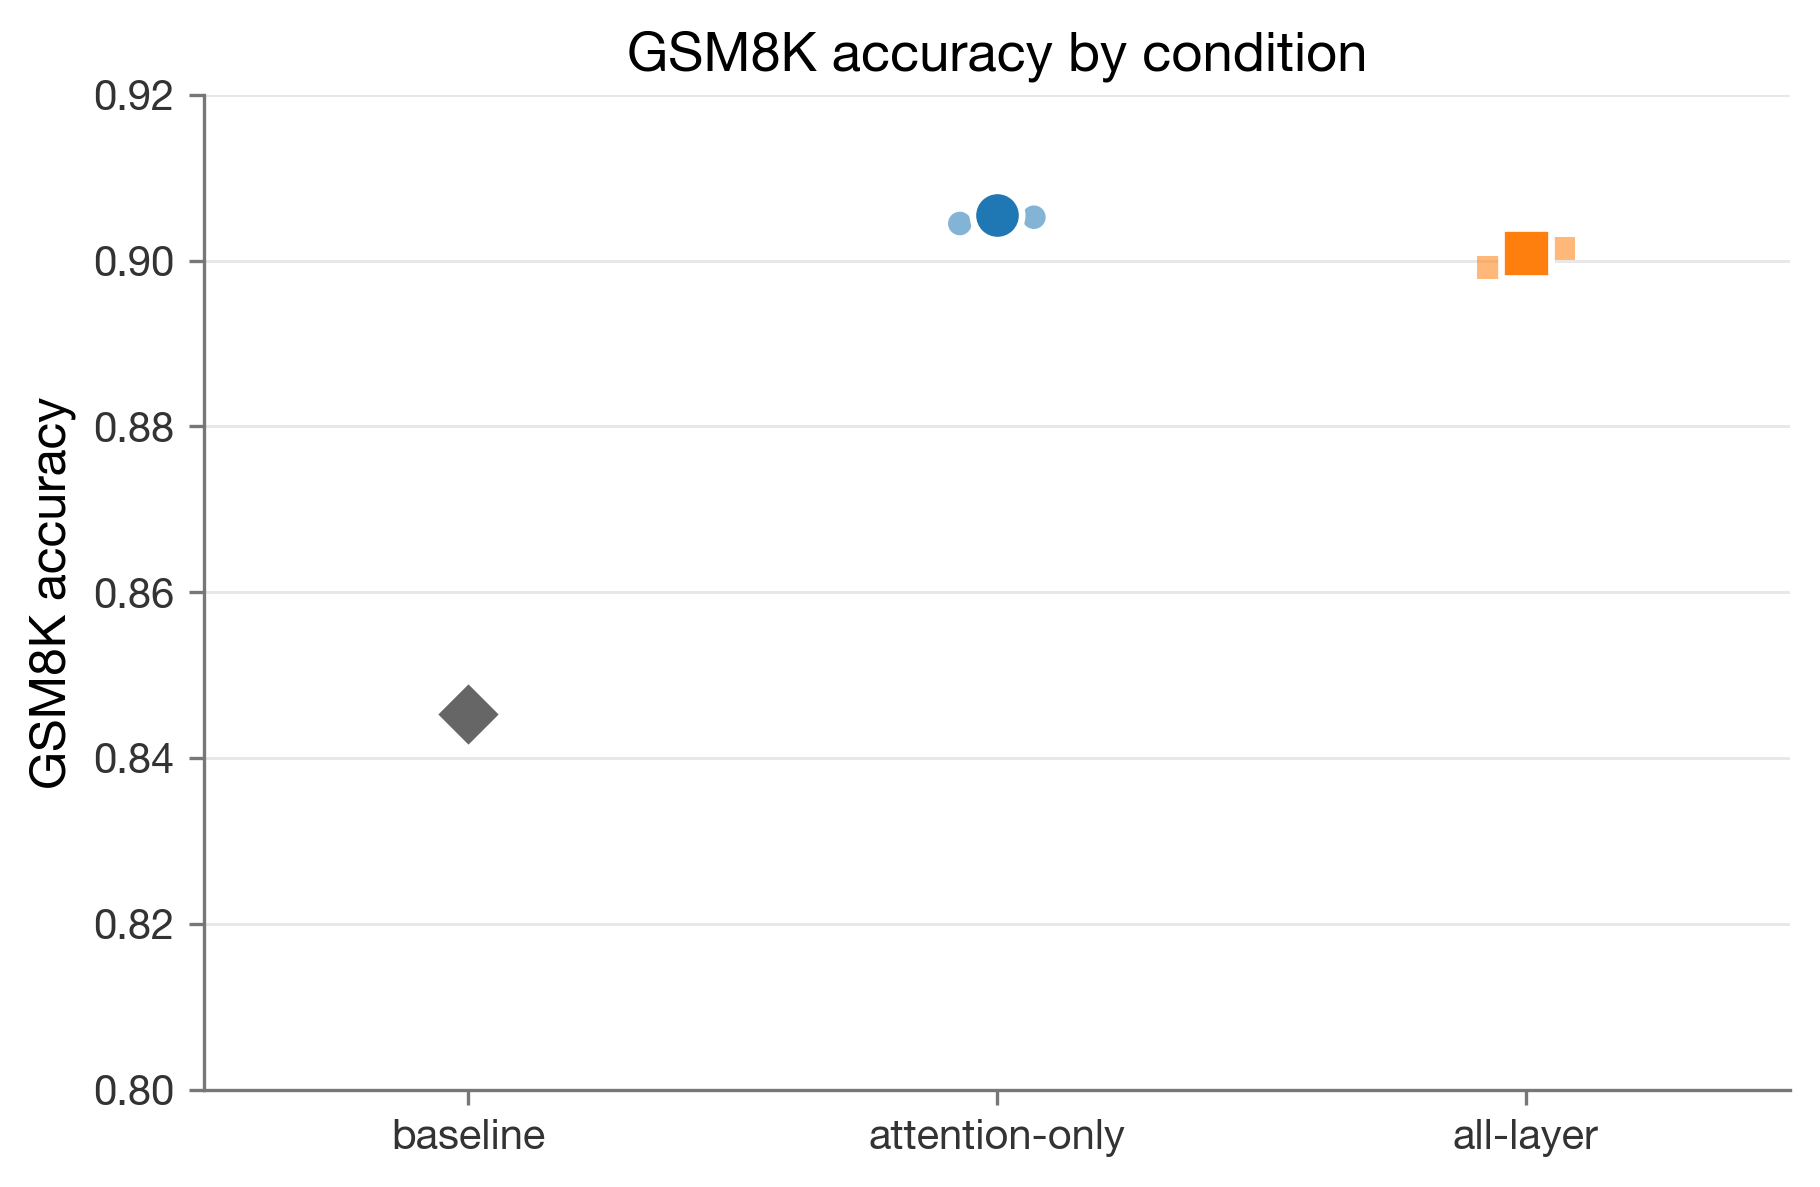 GSM8K accuracy by condition
GSM8K accuracy
0.92
0.90
0.88
0.86
0.84
0.82
0.80
baseline
attention-only
all-layer